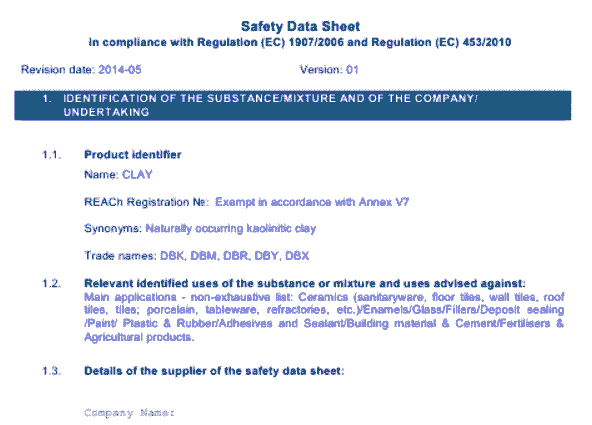 Safety Data Sheet
In compliance with Regulation (EC) 1907/2006 and Regulation (EC) 453/2010
Revision date: 2014-05 Version: 01
1. IDENTIFICATION OF THE SUBSTANCE/MIXTURE AND OF THE COMPANY/
UNDERTAKING
1.1. Product identifier
Name: CLAY
REACh Registration №: Exempt in accordance with Annex V7
Synonyms: Naturally occurring kaolinitic clay
Trade names: DBK, DBM, DBR, DBY, DBX
1.2. Relevant identified uses of the substance or mixture and uses advised against:
Main applications - non-exhaustive list: Ceramics (sanitaryware, floor tiles, wall tiles, roof
tiles, tiles; porcelain, tableware, refractories, etc.)/Enamels/Glass/Fillers/Deposit sealing
/Paint/ Plastic & Rubber/Adhesives and Sealant/Building material & Cement/Fertilisers &
Agricultural products.
1.3. Details of the supplier of the safety data sheet:
Company Name: